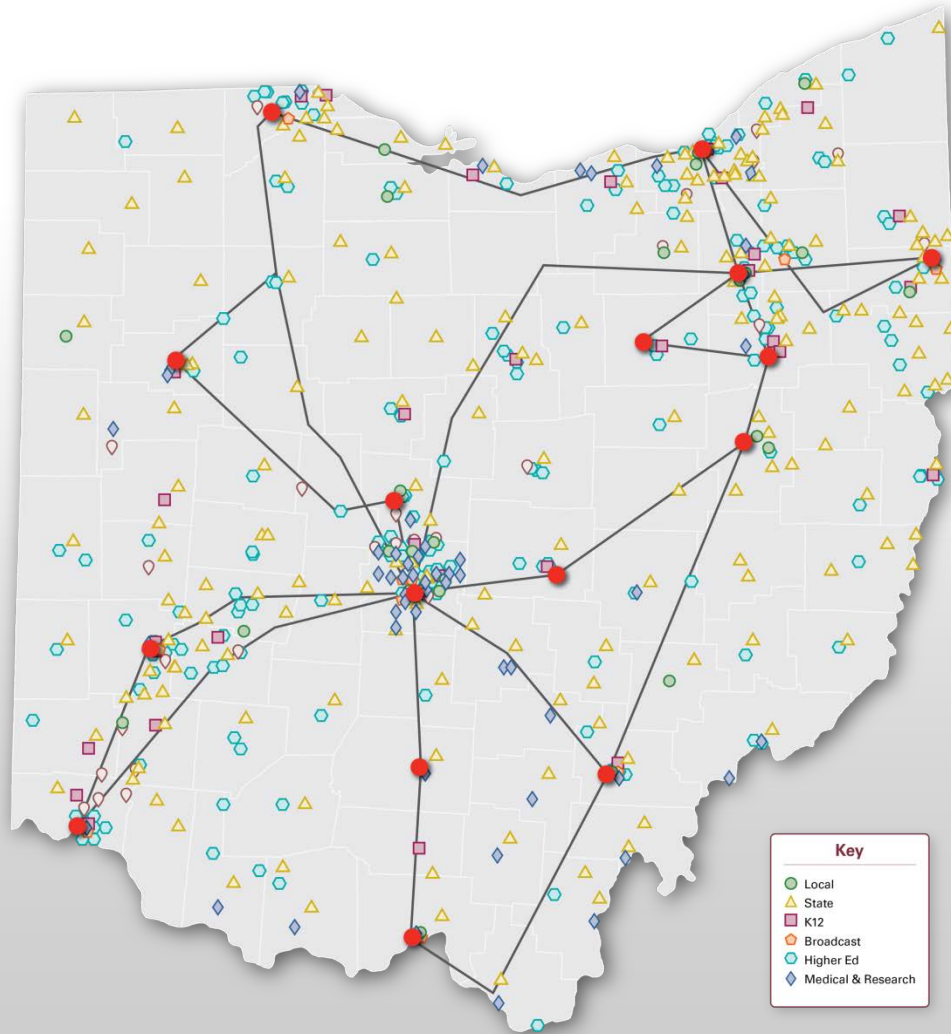 Key
Local
State
K12
Broadcast
Higher Ed
Medical & Research